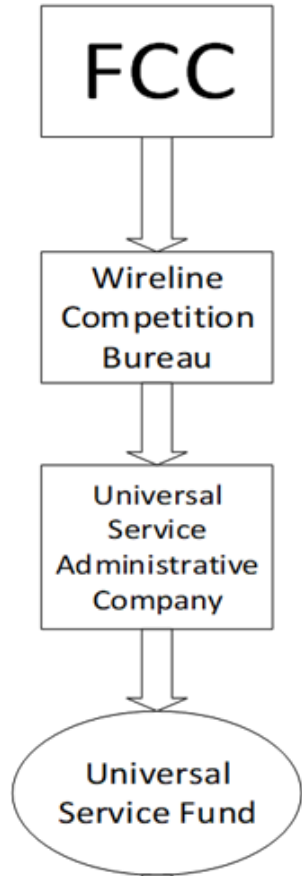 FCC
Wireline
Competition
Bureau
Universal
Service
Administrative
Company
Universal
Service Fund